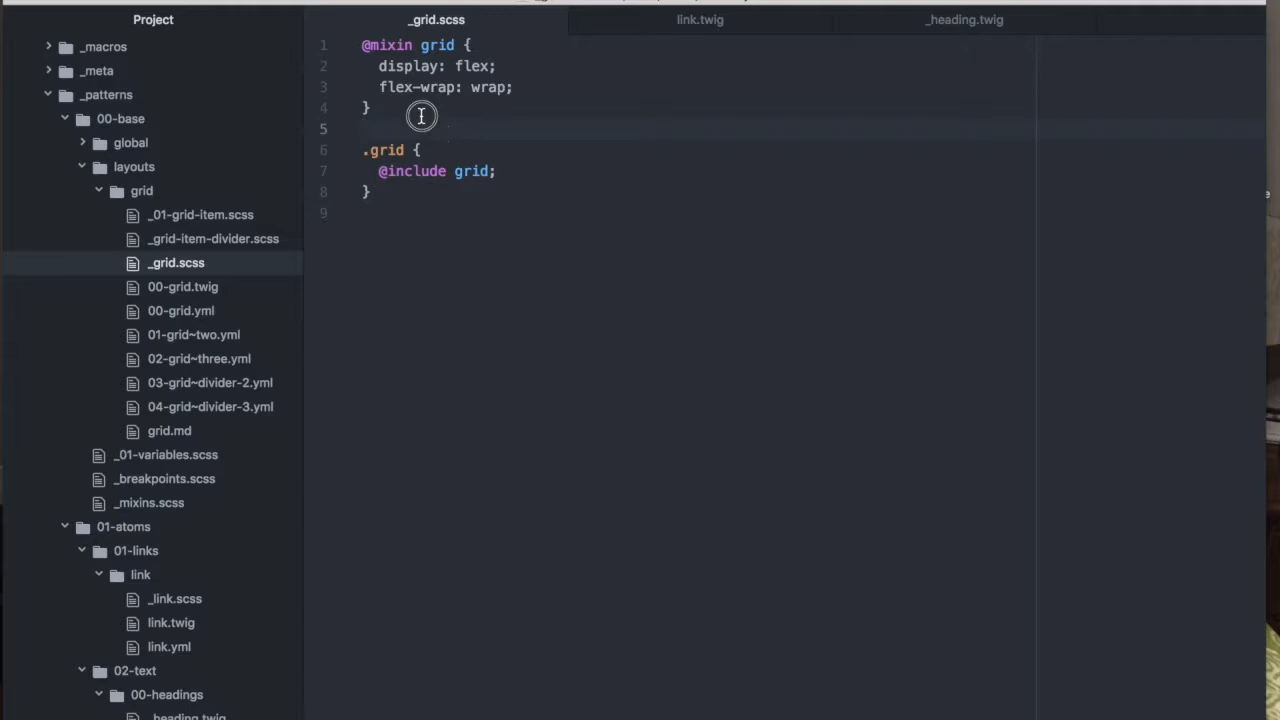 Project
_macros
_meta
_patterns
00-base
global
layouts
grid
_01-grid-item.scss
_grid-item-divider.scss
_grid.scss
00-grid.twig
00-grid.yml
01-grid~two.yml
02-grid~three.yml
03-grid~divider-2.yml
04-grid~divider-3.yml
grid.md
_01-variables.scss
_breakpoints.scss
_mixins.scss
01-atoms
01-links
link
_link.scss
link.twig
link.yml
02-text
00-headings
_heading.twig
_grid.scss link.twig _heading.twig
1 @mixin grid {
2 display: flex;
3 flex-wrap: wrap;
4 }
5
6 .grid {
7 @include grid;
8 }
9